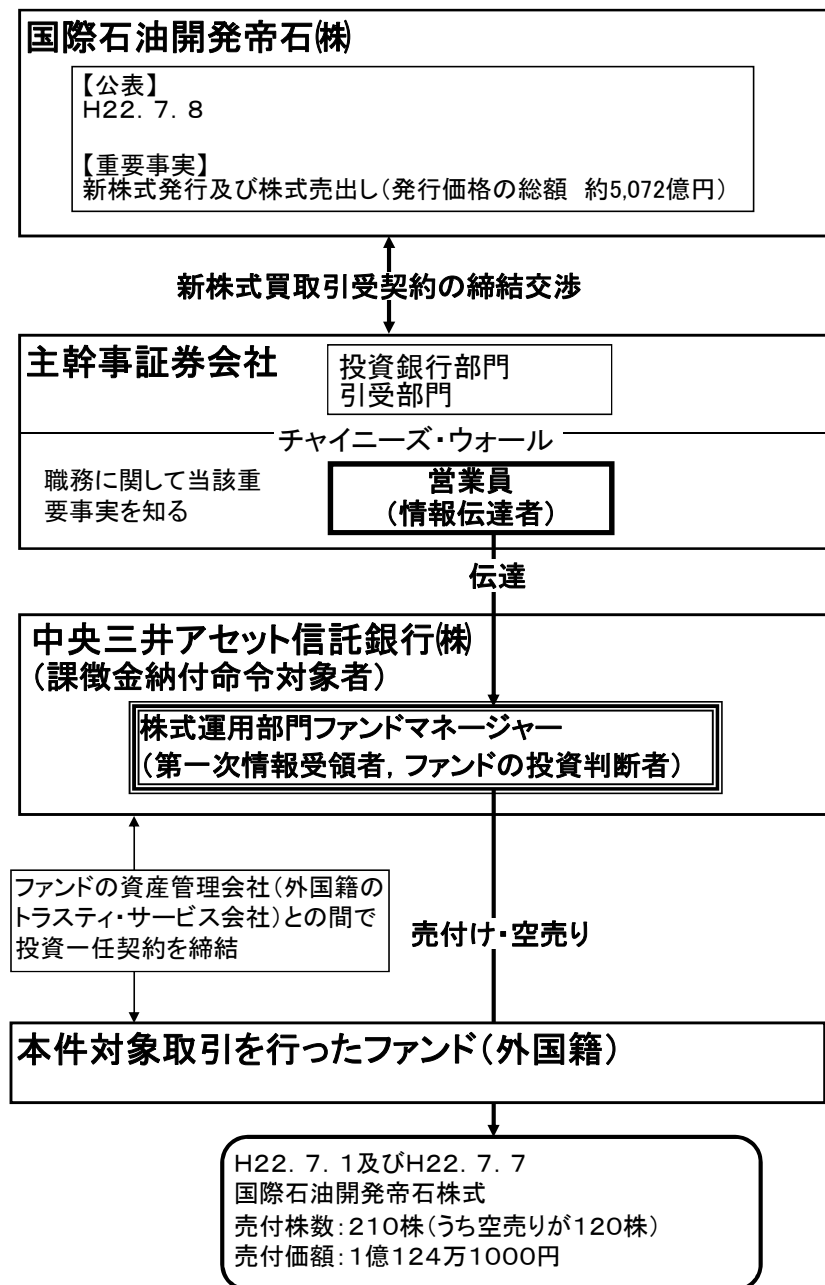 国際石油開発帝石㈱
【公表】
H22．7．8
【重要事実】
新株式発行及び株式売出し（発行価格の総額　約5,072億円）
新株式買取引受契約の締結交渉
主幹事証券会社
投資銀行部門
引受部門
チャイニーズ・ウォール
職務に関して当該重
要事実を知る
営業員
（情報伝達者）
伝達
中央三井アセット信託銀行㈱
（課徴金納付命令対象者）
株式運用部門ファンドマネージャー
（第一次情報受領者，ファンドの投資判断者）
ファンドの資産管理会社（外国籍の
トラスティ・サービス会社）との間で
投資一任契約を締結
売付け・空売り
本件対象取引を行ったファンド（外国籍）
H22．7．1及びH22．7．7
国際石油開発帝石株式
売付株数：210株（うち空売りが120株）
売付価額：1億124万1000円